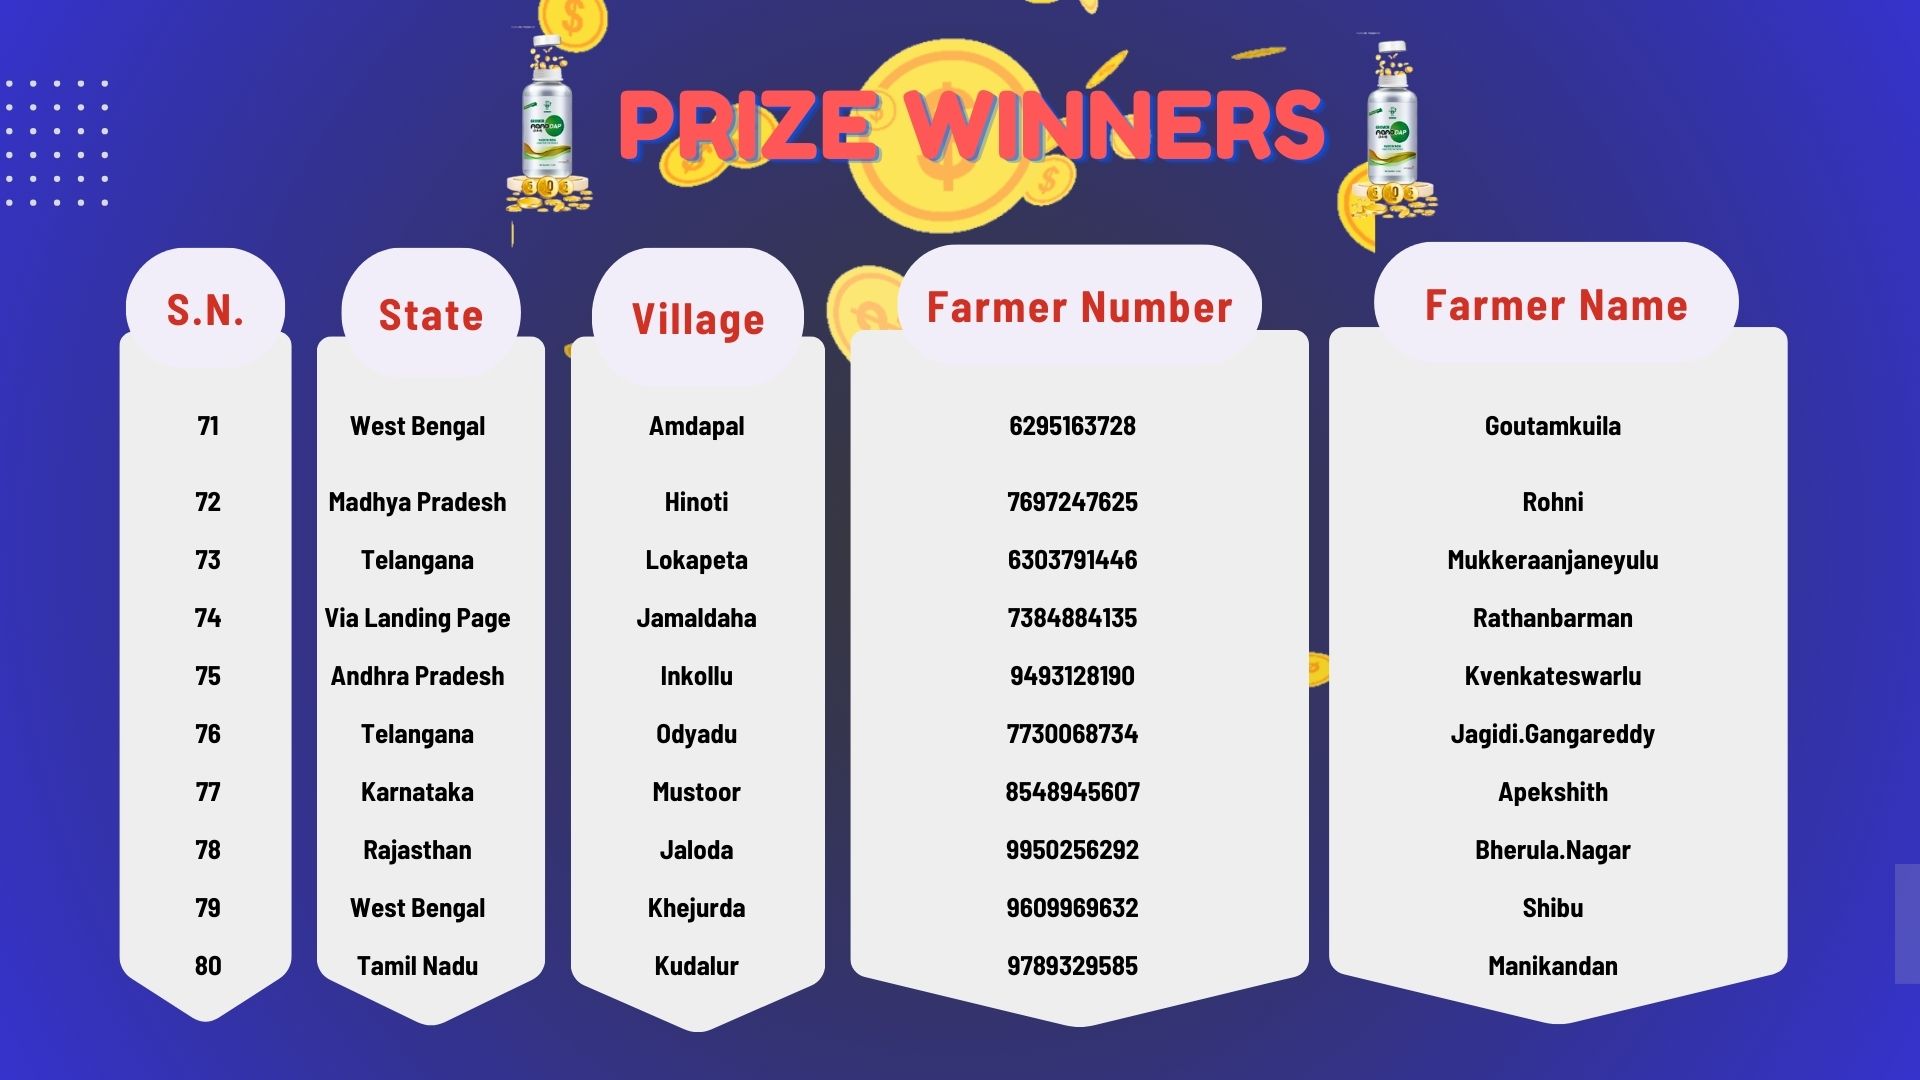 PRIZE WINNERS
S.N. State Village Farmer Number Farmer Name
71 West Bengal Amdapal 6295163728 Goutamkuila
72 Madhya Pradesh Hinoti 7697247625 Rohni
73 Telangana Lokapeta 6303791446 Mukkeraanjaneyulu
74 Via Landing Page Jamaldaha 7384884135 Rathanbarman
75 Andhra Pradesh Inkollu 9493128190 Kvenkateswarlu
76 Telangana Odyadu 7730068734 Jagidi.Gangareddy
77 Karnataka Mustoor 8548945607 Apekshith
78 Rajasthan Jaloda 9950256292 Bherula.Nagar
79 West Bengal Khejurda 9609969632 Shibu
80 Tamil Nadu Kudalur 9789329585 Manikandan